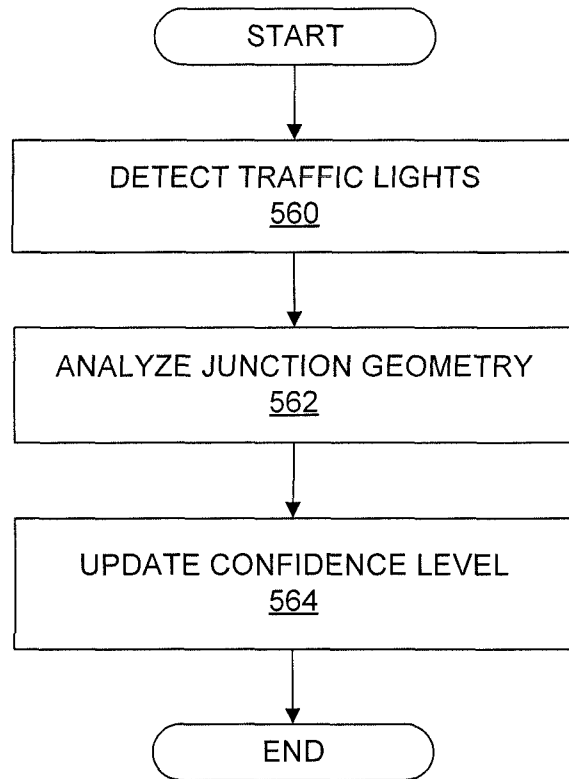 START
DETECT TRAFFIC LIGHTS
560
ANALYZE JUNCTION GEOMETRY
562
UPDATE CONFIDENCE LEVEL
564
END